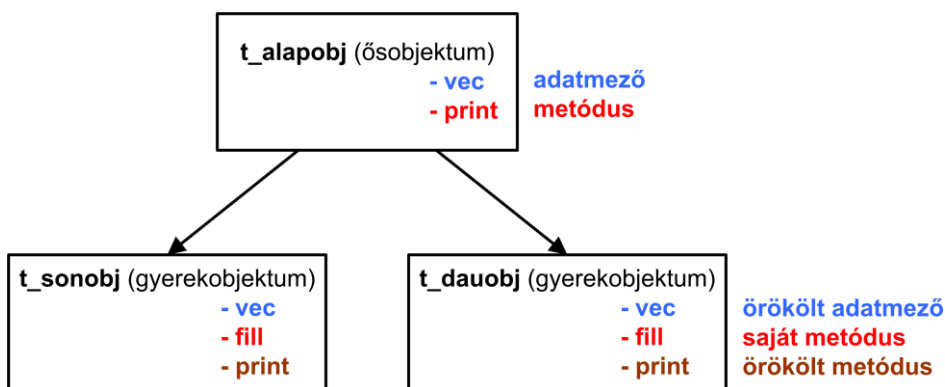 t_alapobj (ősobjektum)
- vec adatmező
- print metódus
t_sonobj (gyerekobjektum)
- vec
- fill
- print
t_dauobj (gyerekobjektum)
- vec örökölt adatmező
- fill saját metódus
- print örökölt metódus